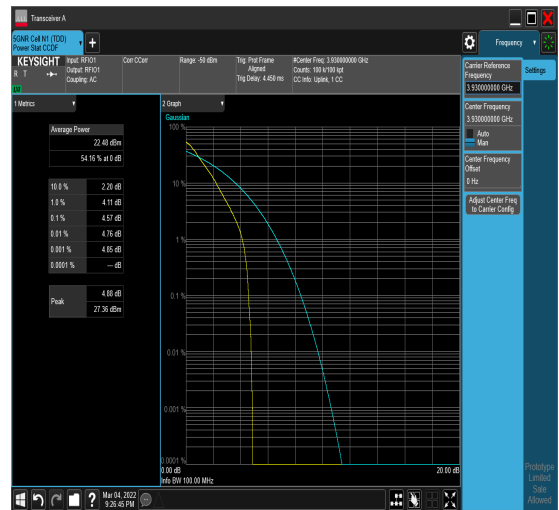 Transceiver A
5GNR Cell N1 (TDD)
Power Stat CCDF
KEYSIGHT
R T
LXI
Input: RFIO1
Output: RFIO1
Coupling: AC
Corr CCorr
Range: -50 dBm
Trig: Prot Frame
Aligned
Trig Delay: 4.450 ms
#Center Freq: 3.930000000 GHz
Counts: 100 k/100 kpt
CC Info: Uplink, 1 CC
Frequency
Settings
Carrier Reference
Frequency
3.930000000 GHz
Center Frequency
3.930000000 GHz
Auto
Man
Center Frequency
Offset
0 Hz
Adjust Center Freq
to Carrier Config
1 Metrics
Average Power
22.48 dBm
54.16 % at 0 dB
10.0 % 2.20 dB
1.0 % 4.11 dB
0.1 % 4.57 dB
0.01 % 4.76 dB
0.001 % 4.85 dB
0.0001 % --- dB
Peak
4.88 dB
27.36 dBm
2 Graph
Gaussian
100 %
10 %
1 %
0.1 %
0.01 %
0.001 %
0.0001 %
0.00 dB
20.00 dB
Info BW 100.00 MHz
Mar 04, 2022
9:26:45 PM
Prototype
Limited
Sale
Allowed